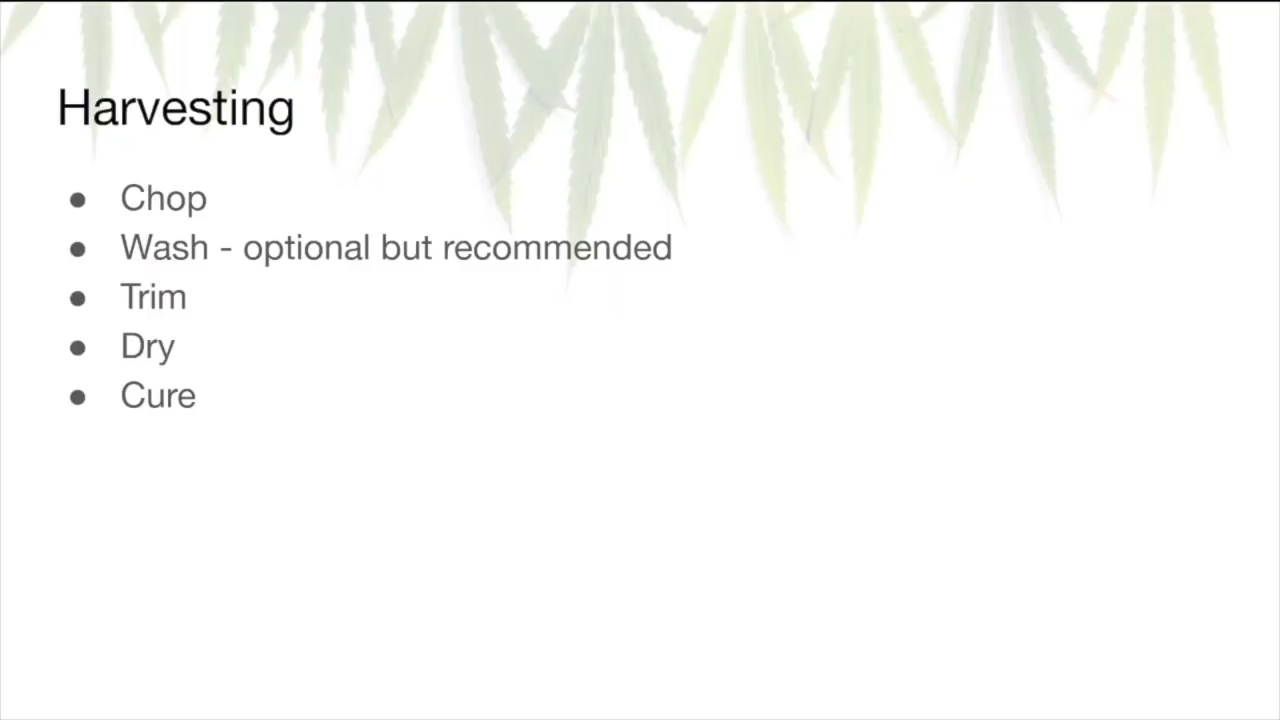 Harvesting
● Chop
● Wash - optional but recommended
● Trim
● Dry
● Cure